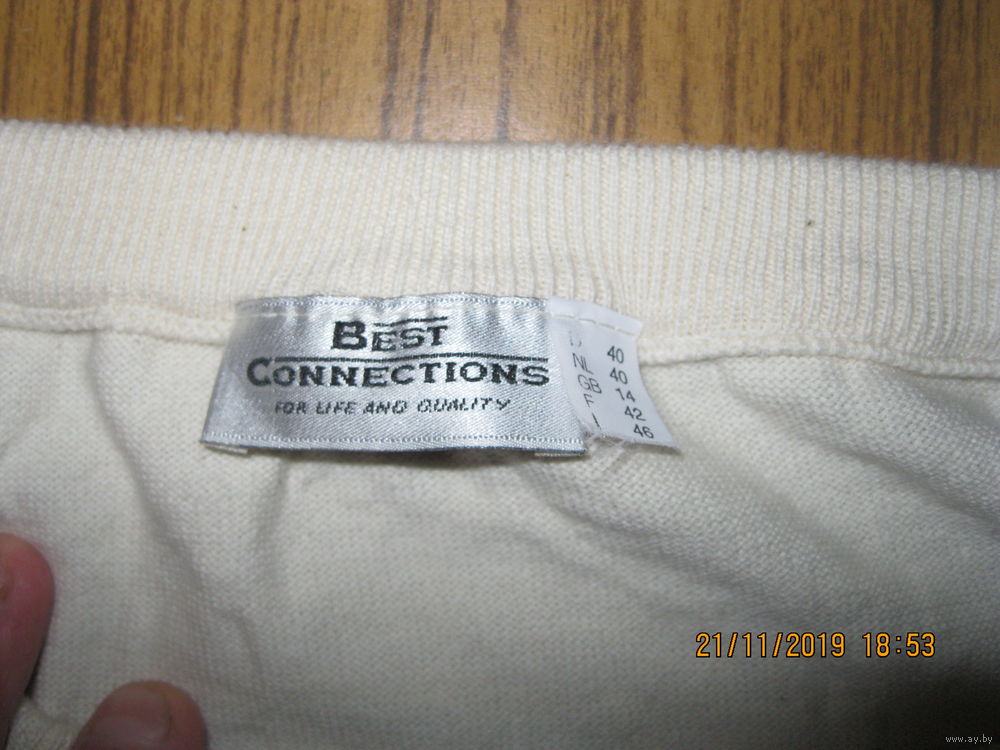 BEST
CONNECTIONS
FOR LIFE AND QUALITY
D 40
NL 40
GB 14
F 42
I 46
21/11/2019 18:53
www.ay.by